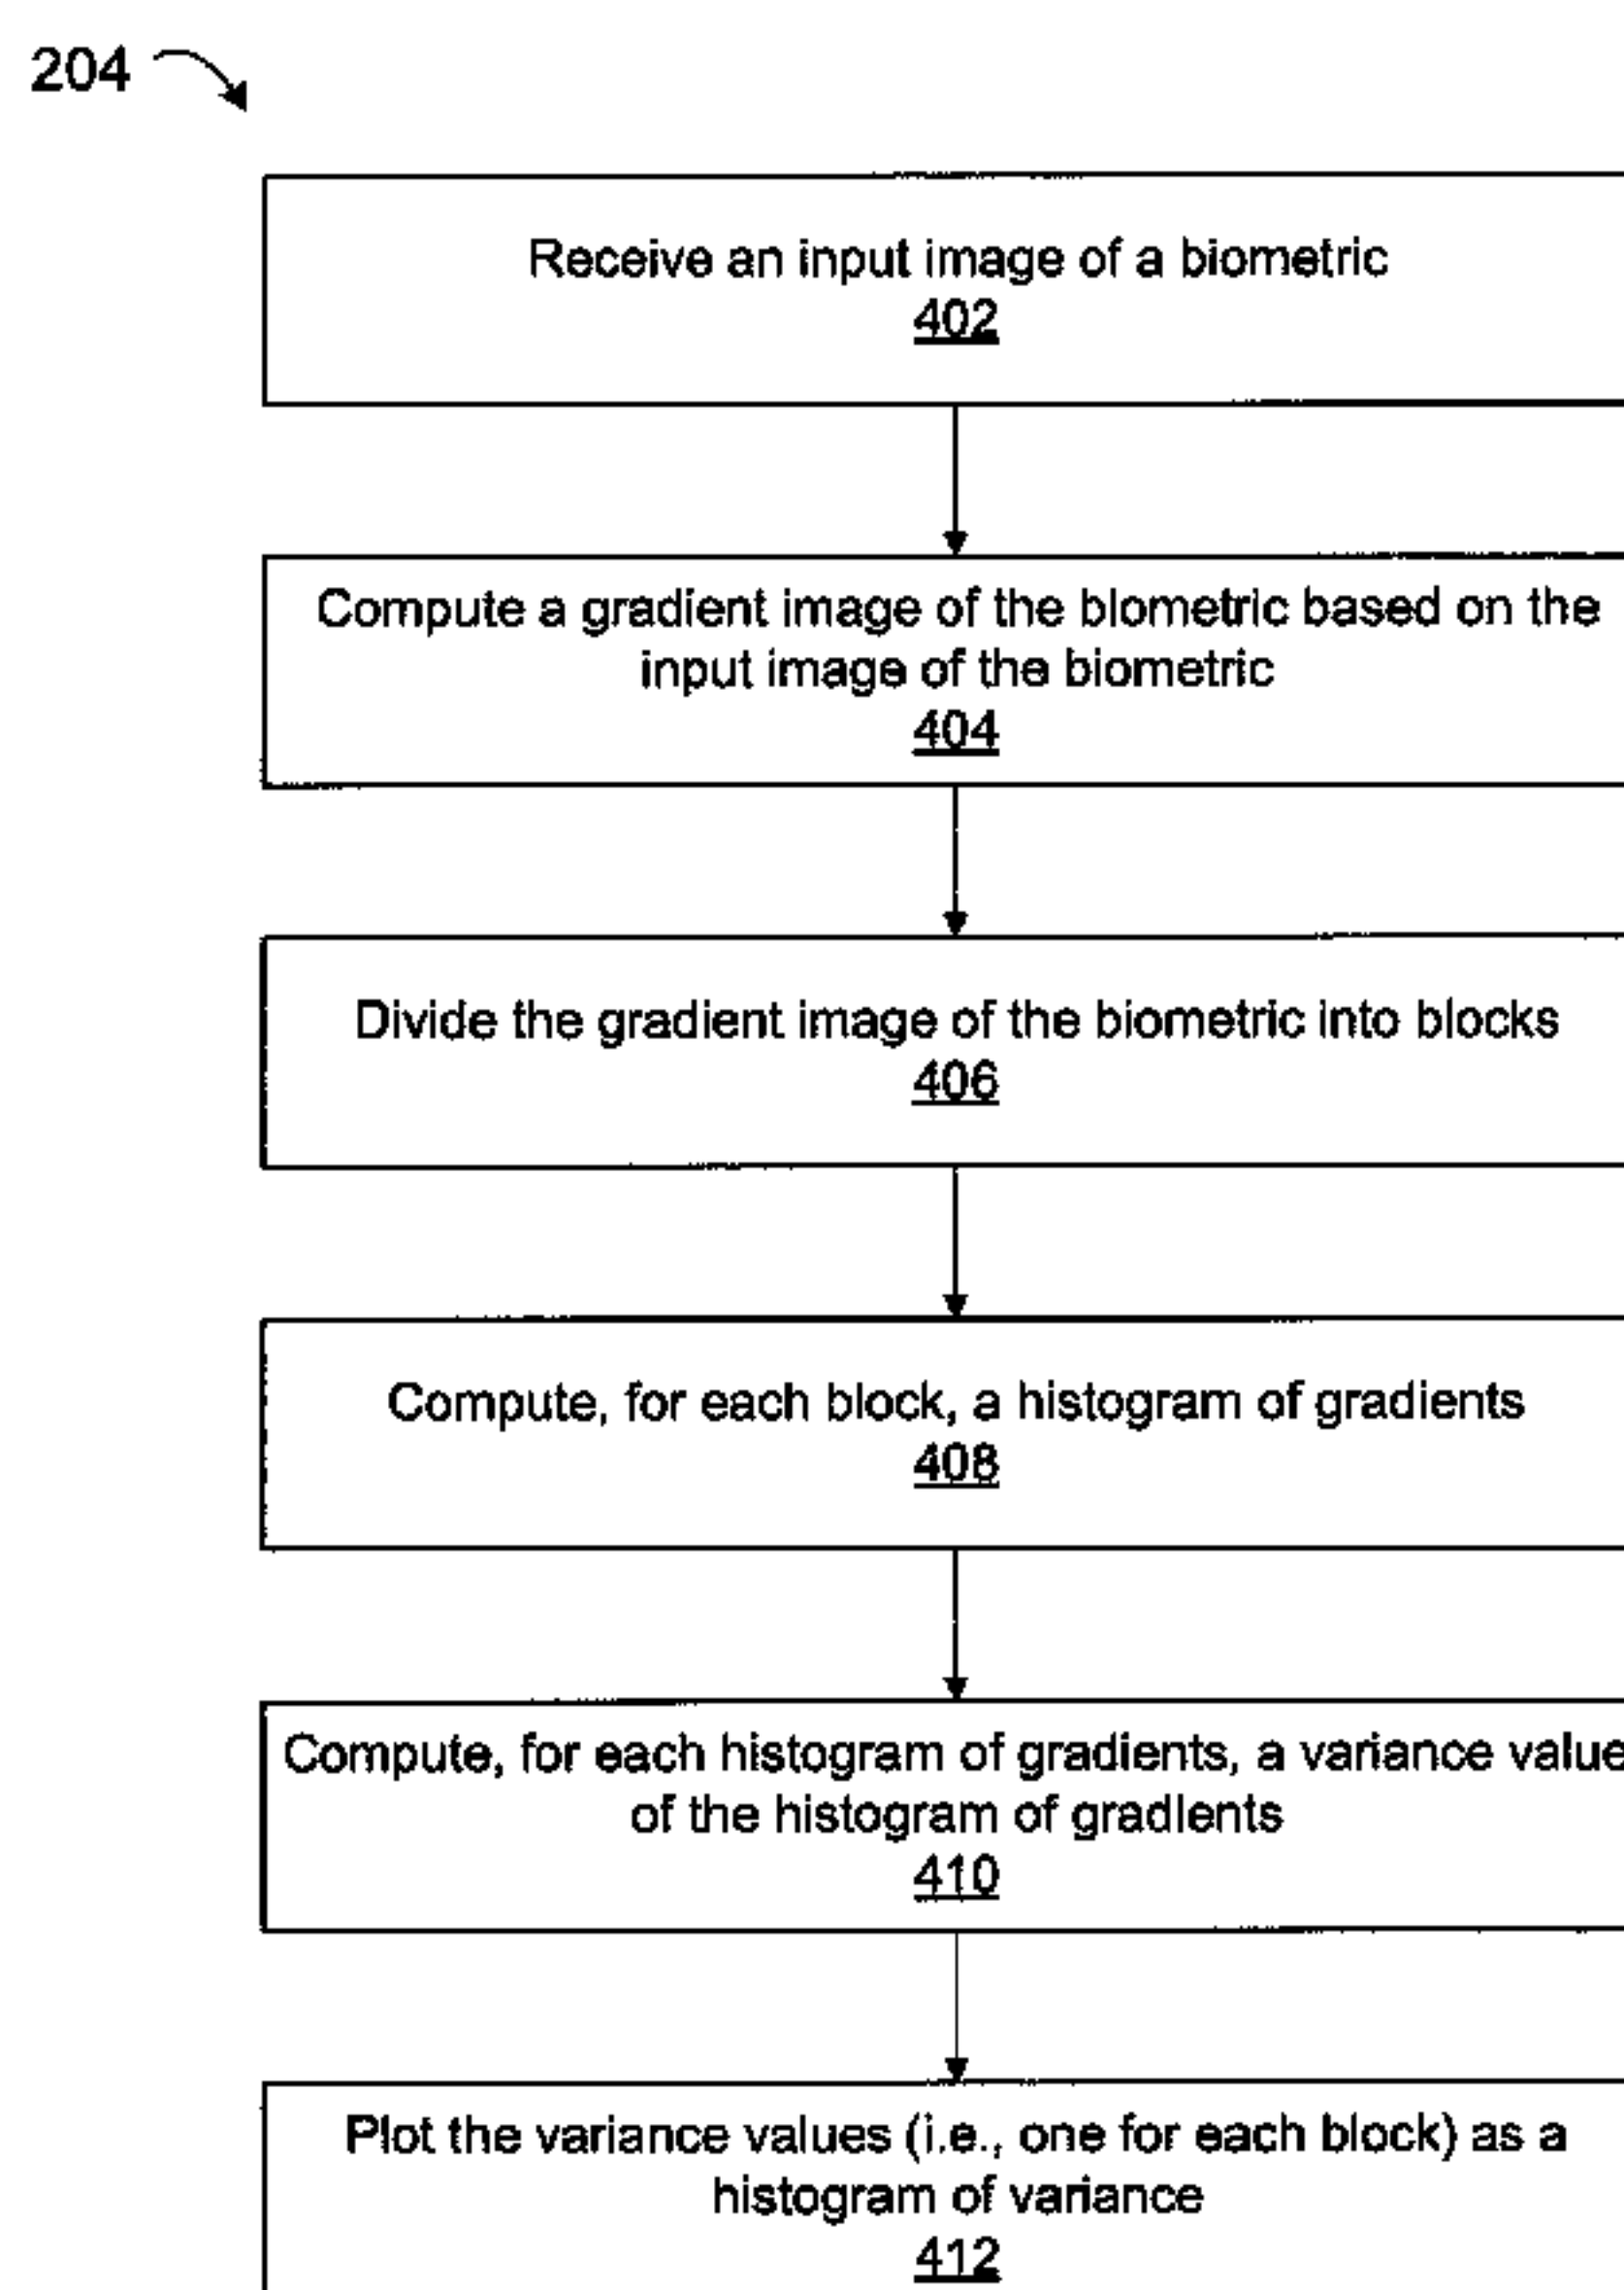 204
Receive an input image of a biometric
402
Compute a gradient image of the biometric based on the
input image of the biometric
404
Divide the gradient image of the biometric into blocks
406
Compute, for each block, a histogram of gradients
408
Compute, for each histogram of gradients, a variance value
of the histogram of gradients
410
Plot the variance values (i.e., one for each block) as a
histogram of variance
412